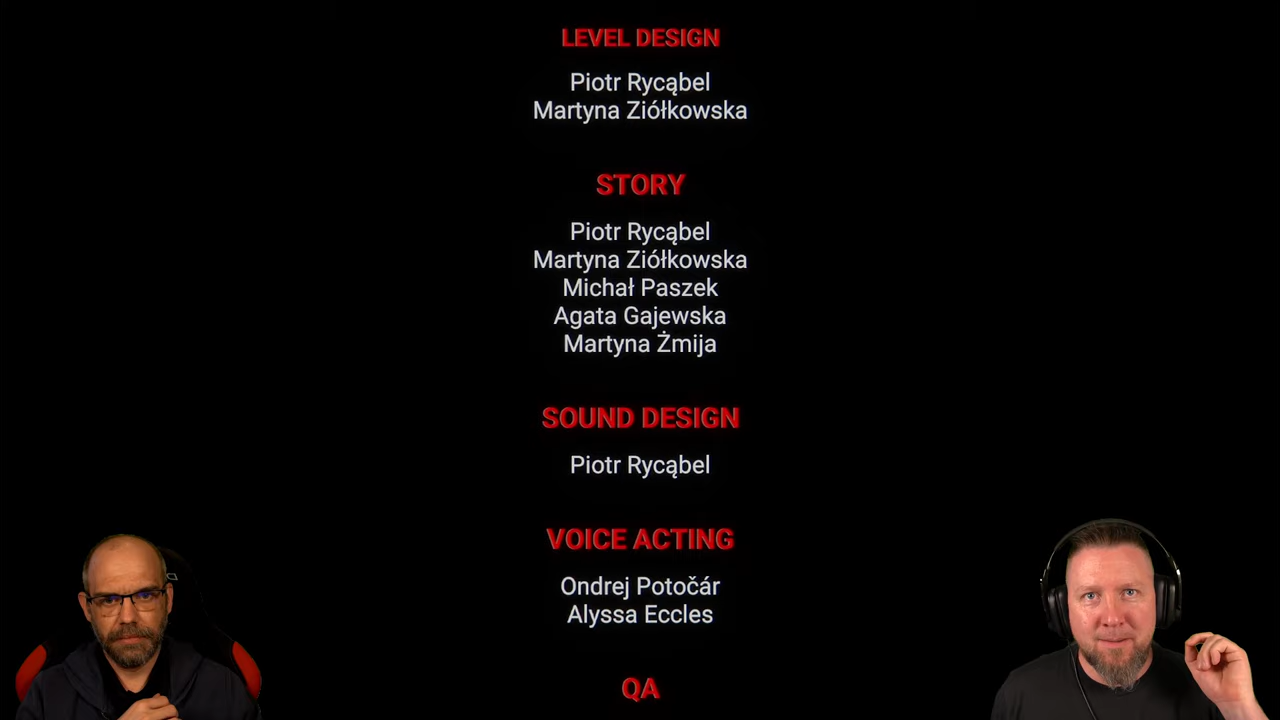 LEVEL DESIGN
Piotr Rycąbel
Martyna Ziółkowska
STORY
Piotr Rycąbel
Martyna Ziółkowska
Michał Paszek
Agata Gajewska
Martyna Żmija
SOUND DESIGN
Piotr Rycąbel
VOICE ACTING
Ondrej Potočár
Alyssa Eccles
QA